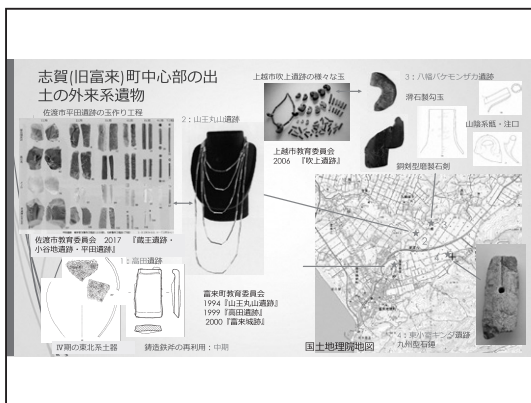 志賀(旧富来)町中心部の出
土の外来系遺物
佐渡市平田遺跡の玉作り工程
佐渡市教育委員会 2017 『蔵王遺跡・
小谷地遺跡・平田遺跡』
1：高田遺跡
Ⅳ期の東北系土器
鋳造鉄斧の再利用：中期
2：山王丸山遺跡
富来町教育委員会
1994『山王丸山遺跡』
1999『高田遺跡』
2000『富来城跡』
上越市吹上遺跡の様々な玉
上越市教育委員会
2006 『吹上遺跡』
3：八幡バケモンザカ遺跡
滑石製勾玉
銅剣型磨製石剣
山陰系甑・注口
国土地理院地図
4：東小室キンダ遺跡
九州型石錘